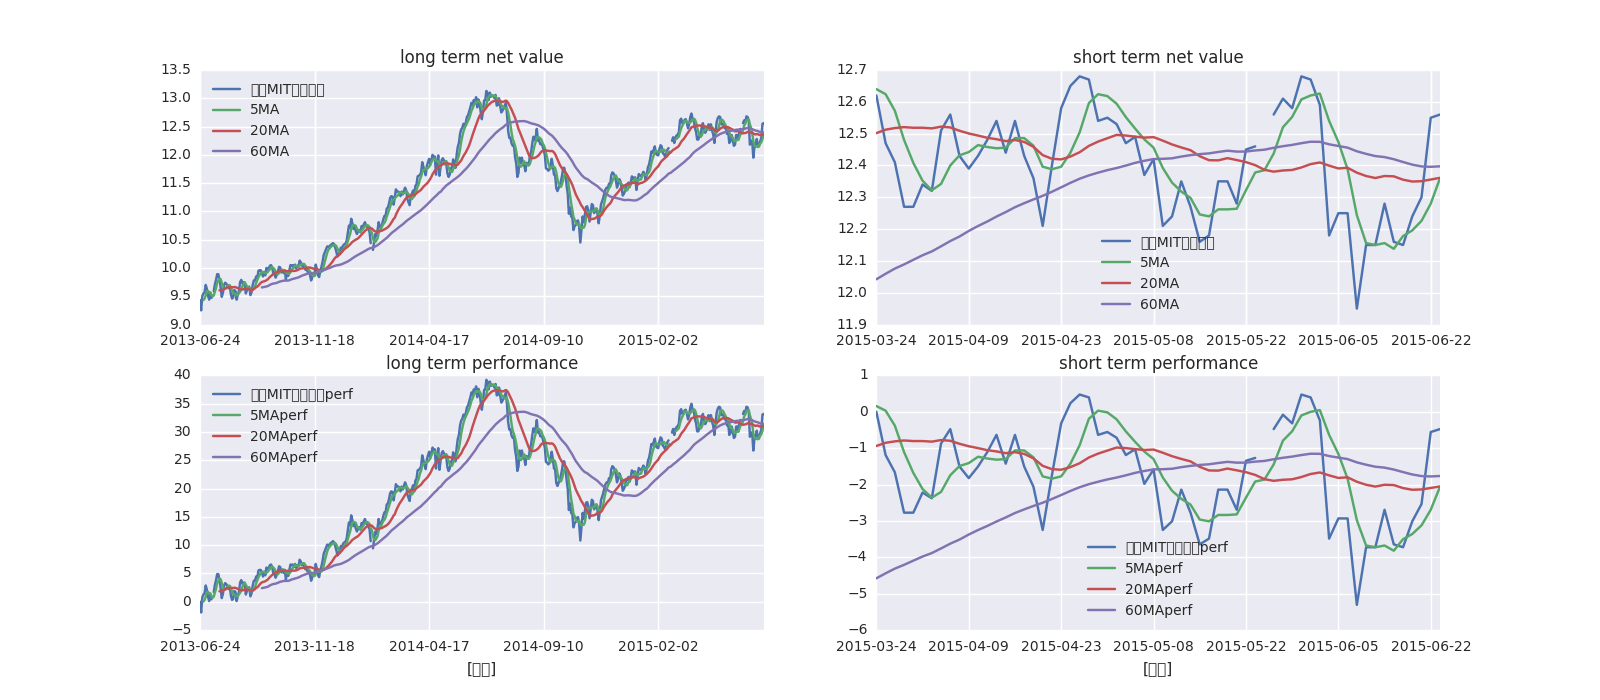 long term net value
13.5
13.0
12.5
12.0
11.5
11.0
10.5
10.0
9.5
9.0
MIT
5MA
20MA
60MA
2013-06-24 2013-11-18 2014-04-17 2014-09-10 2015-02-02
short term net value
12.7
12.6
12.5
12.4
12.3
12.2
12.1
12.0
11.9
MIT
5MA
20MA
60MA
2015-03-24 2015-04-09 2015-04-23 2015-05-08 2015-05-22 2015-06-05 2015-06-22
long term performance
40
35
30
25
20
15
10
5
0
−5
MIT perf
5MAperf
20MAperf
60MAperf
2013-06-24 2013-11-18 2014-04-17 2014-09-10 2015-02-02
short term performance
1
0
−1
−2
−3
−4
−5
−6
MIT perf
5MAperf
20MAperf
60MAperf
2015-03-24 2015-04-09 2015-04-23 2015-05-08 2015-05-22 2015-06-05 2015-06-22